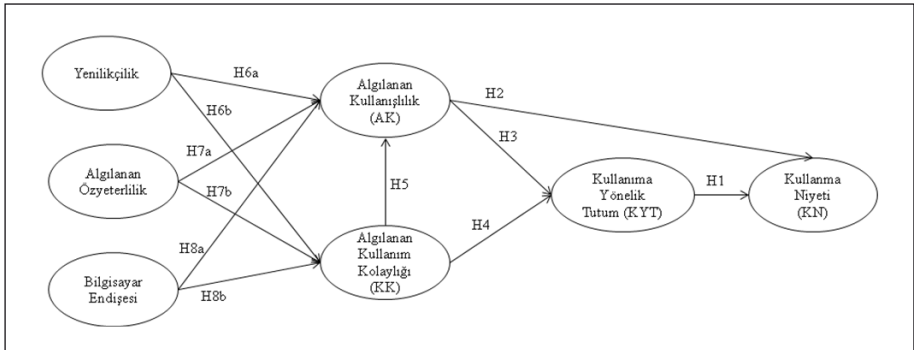 Yenilikçilik
H6a
H6b
Algılanan
Kullanışlılık
(AK)
H2
H3
Algılanan
Özyeterlilik
H7a
H7b
H5
Kullanıma
Yönelik
Tutum (KYT)
H1
Kullanma
Niyeti
(KN)
H4
H8a
Bilgisayar
Endişesi
H8b
Algılanan
Kullanım
Kolaylığı
(KK)